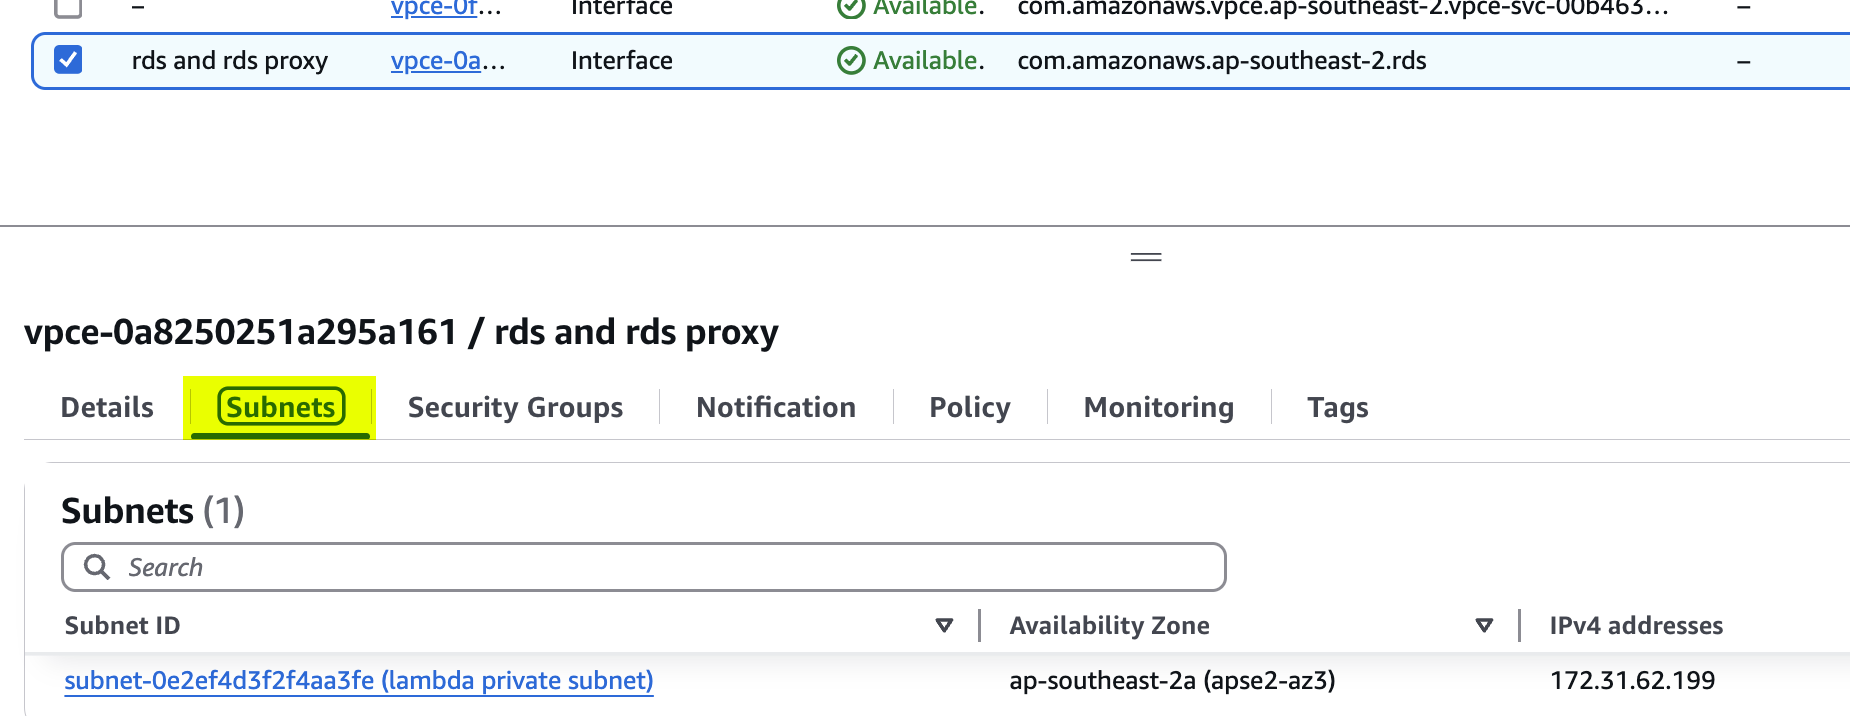 – vpce-0f... Interface Available. com.amazonaws.vpce.ap-southeast-2.vpce-svc-00b463... –
rds and rds proxy vpce-0a... Interface Available. com.amazonaws.ap-southeast-2.rds –
vpce-0a8250251a295a161 / rds and rds proxy
Details Subnets Security Groups Notification Policy Monitoring Tags
Subnets (1)
Search
Subnet ID Availability Zone IPv4 addresses
subnet-0e2ef4d3f2f4aa3fe (lambda private subnet) ap-southeast-2a (apse2-az3) 172.31.62.199